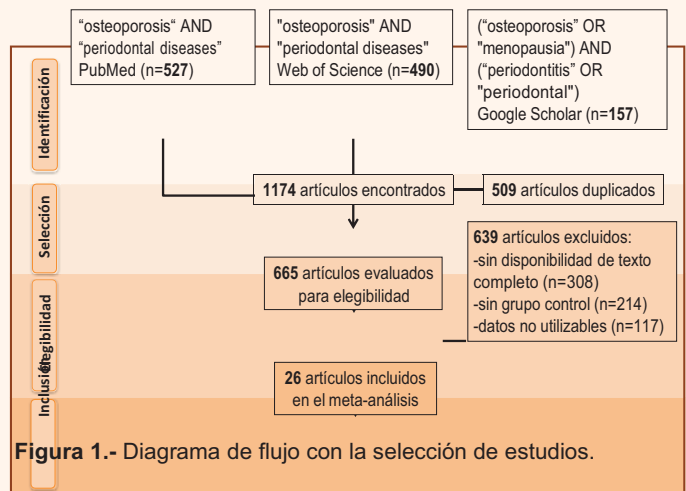 “osteoporosis“ AND
“periodontal diseases”
PubMed (n=527)
"osteoporosis" AND
"periodontal diseases"
Web of Science (n=490)
(“osteoporosis” OR
"menopausia") AND
(“periodontitis” OR
"periodontal")
Google Scholar (n=157)
Identificación
1174 artículos encontrados
509 artículos duplicados
Selección
639 artículos excluidos:
-sin disponibilidad de texto
completo (n=308)
-sin grupo control (n=214)
-datos no utilizables (n=117)
665 artículos evaluados
para elegibilidad
Elegibilidad
26 artículos incluidos
en el meta-análisis
Inclusión
Figura 1.- Diagrama de flujo con la selección de estudios.